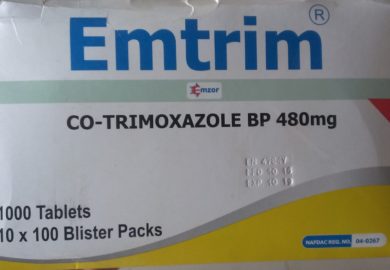 Emtrim®
Emzor
CO-TRIMOXAZOLE BP 480mg
1000 Tablets
10 x 100 Blister Packs
NAFDAC REG. NO. 04-0267